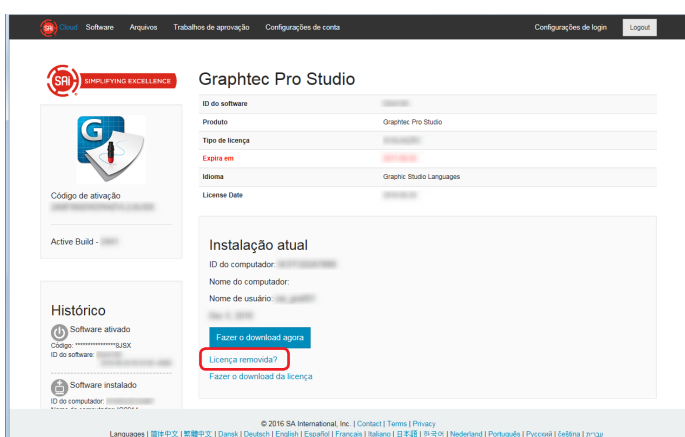 SAi Cloud Software Arquivos Trabalhos de aprovação Configurações de conta Configurações de login Logout
SAi SIMPLIFYING EXCELLENCE
Graphtec Pro Studio
ID do software
Produto Graphtec Pro Studio
Tipo de licença
Expira em
Idioma Graphic Studio Languages
License Date
G
Código de ativação
Active Build -
Instalação atual
ID do computador:
Nome do computador:
Nome de usuário:
Fazer o download agora
Licença removida?
Fazer o download da licença
Histórico
Software ativado
Código: ****************8JSX
ID do software:
Software instalado
ID do computador:
© 2016 SA International, Inc. | Contact | Terms | Privacy
Languages | 简体中文 | 繁體中文 | Dansk | Deutsch | English | Español | Français | Italiano | 日本語 | 한국어 | Nederland | Português | Русский | čeština | עברית